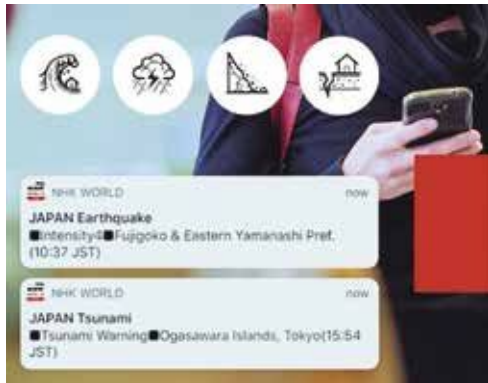 NHK WORLD now
JAPAN Earthquake
■Intensity4■Fujigoko & Eastern Yamanashi Pref.
(10:37 JST)
NHK WORLD now
JAPAN Tsunami
■Tsunami Warning■Ogasawara Islands, Tokyo(15:54
JST)